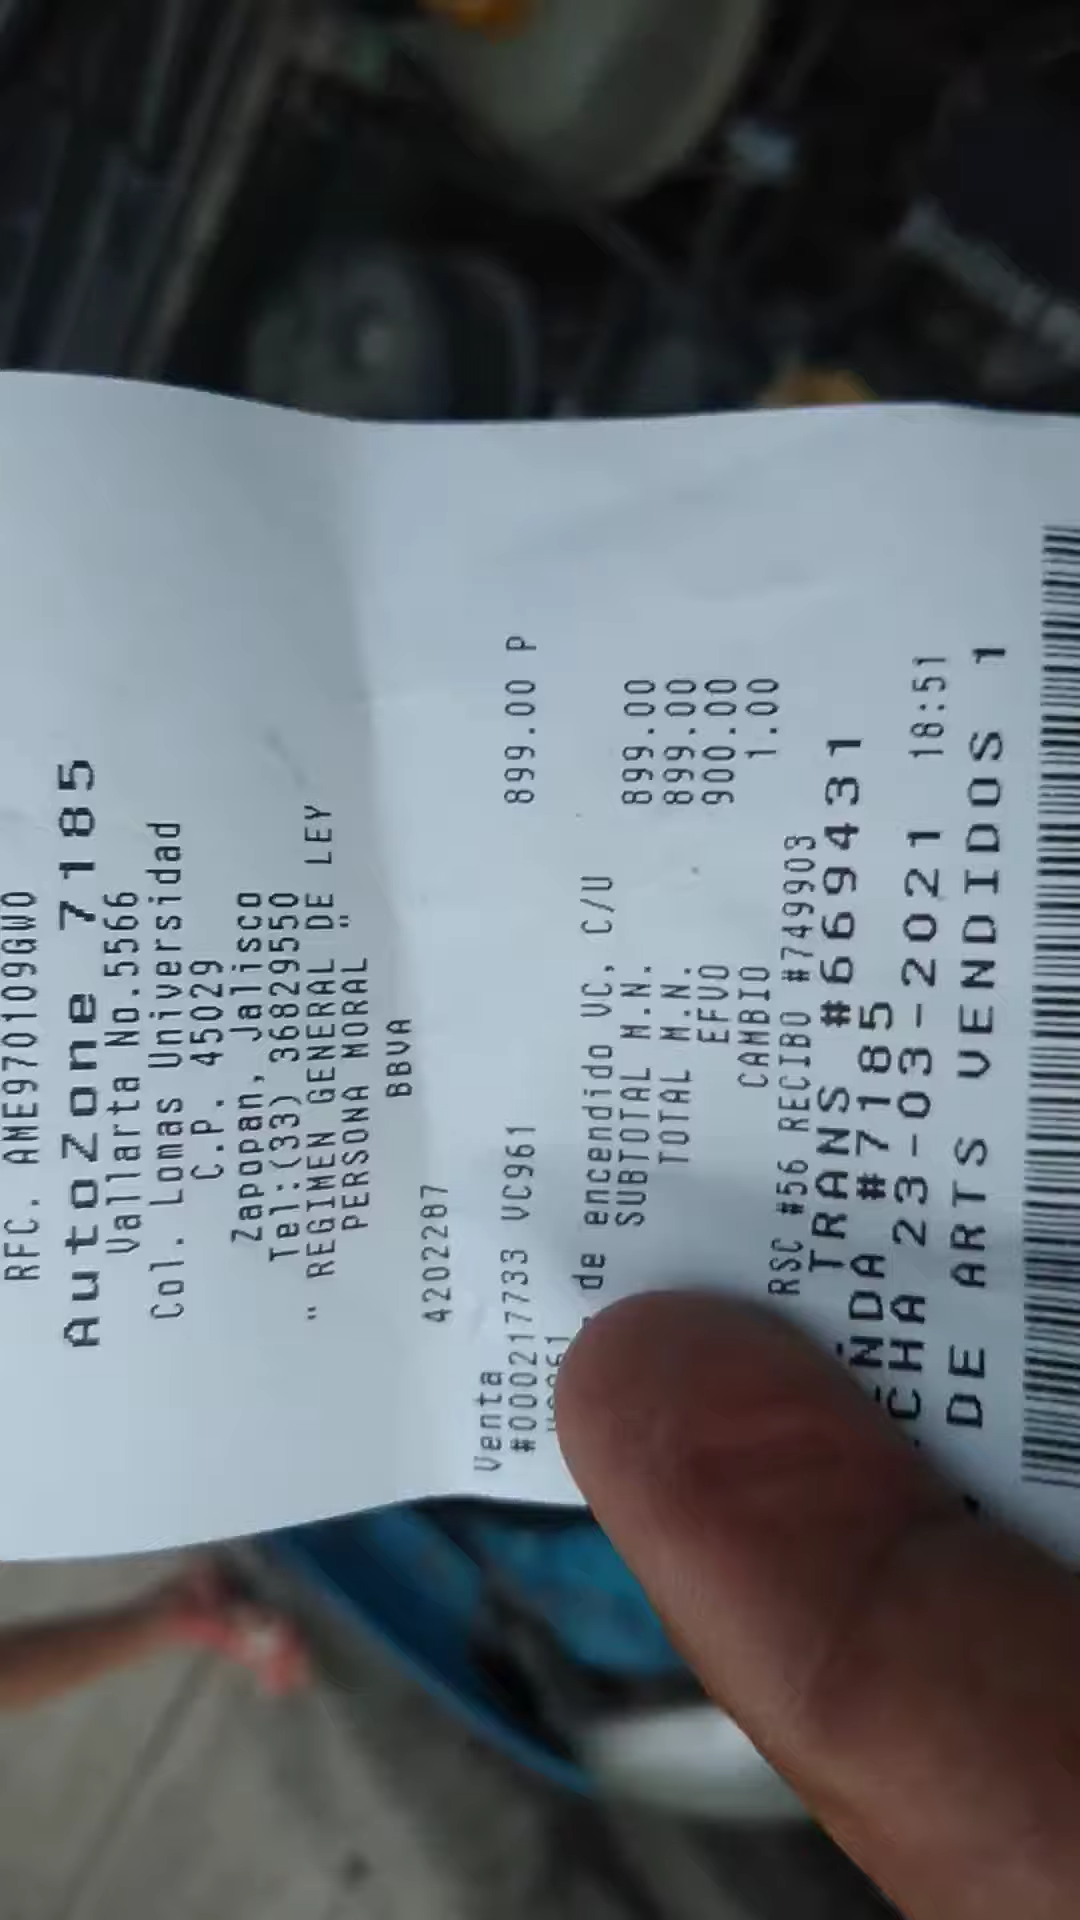 RFC. AME970109GW0
AutoZone 7185
Vallarta No.5566
Col. Lomas Universidad
C.P. 45029
Zapopan, Jalisco
Tel:(33) 36829550
" REGIMEN GENERAL DE LEY
PERSONA MORAL "
BBVA
4202287
Venta
#000217733 VC961 899.00 P
de encendido VC, C/U
SUBTOTAL M.N. 899.00
TOTAL M.N. 899.00
EFVO 900.00
CAMBIO 1.00
RSC #56 RECIBO #749903
TRANS #669431
#7185
23-03-2021 18:51
DE ARTS VENDIDOS 1